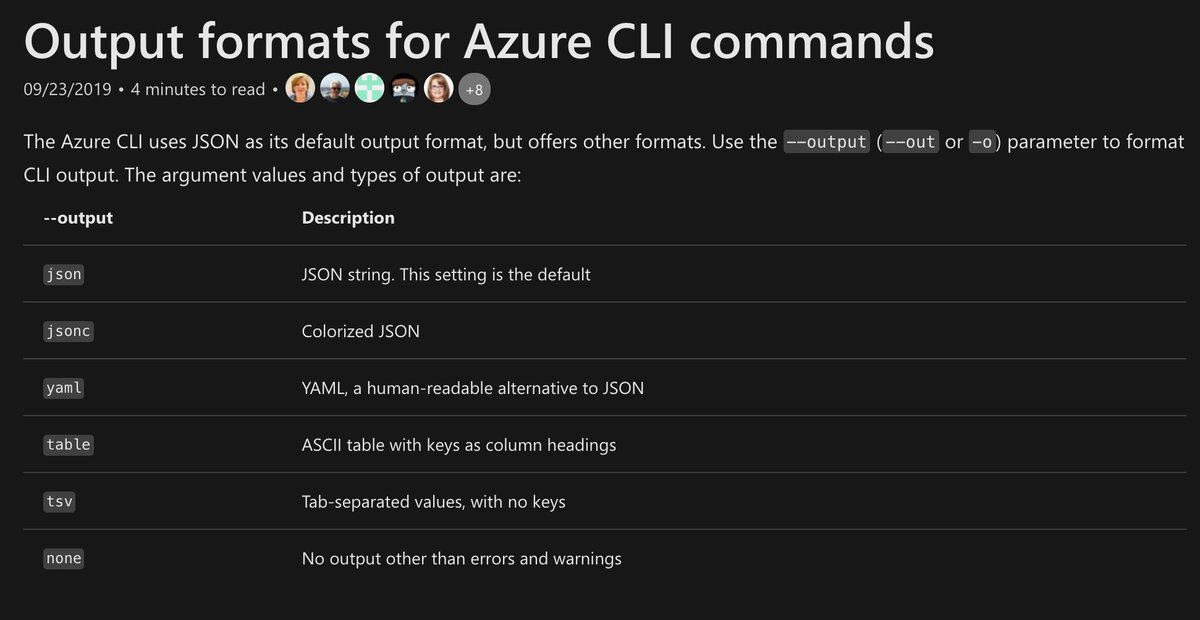 Output formats for Azure CLI commands
09/23/2019 • 4 minutes to read • +8
The Azure CLI uses JSON as its default output format, but offers other formats. Use the --output (--out or -o) parameter to format
CLI output. The argument values and types of output are:
--output Description
json JSON string. This setting is the default
jsonc Colorized JSON
yaml YAML, a human-readable alternative to JSON
table ASCII table with keys as column headings
tsv Tab-separated values, with no keys
none No output other than errors and warnings